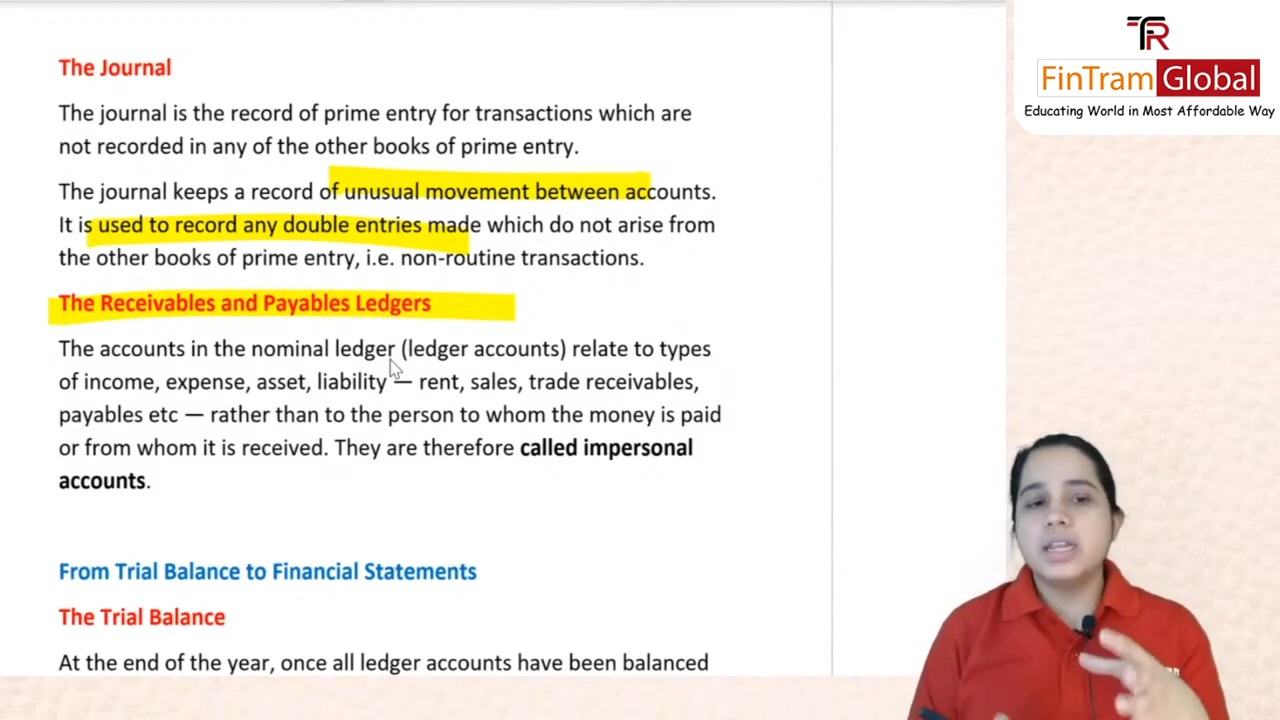 The Journal
The journal is the record of prime entry for transactions which are
not recorded in any of the other books of prime entry.
The journal keeps a record of unusual movement between accounts.
It is used to record any double entries made which do not arise from
the other books of prime entry, i.e. non-routine transactions.
The Receivables and Payables Ledgers
The accounts in the nominal ledger (ledger accounts) relate to types
of income, expense, asset, liability — rent, sales, trade receivables,
payables etc — rather than to the person to whom the money is paid
or from whom it is received. They are therefore called impersonal
accounts.
From Trial Balance to Financial Statements
The Trial Balance
At the end of the year, once all ledger accounts have been balanced
FinTram Global
Educating World in Most Affordable Way